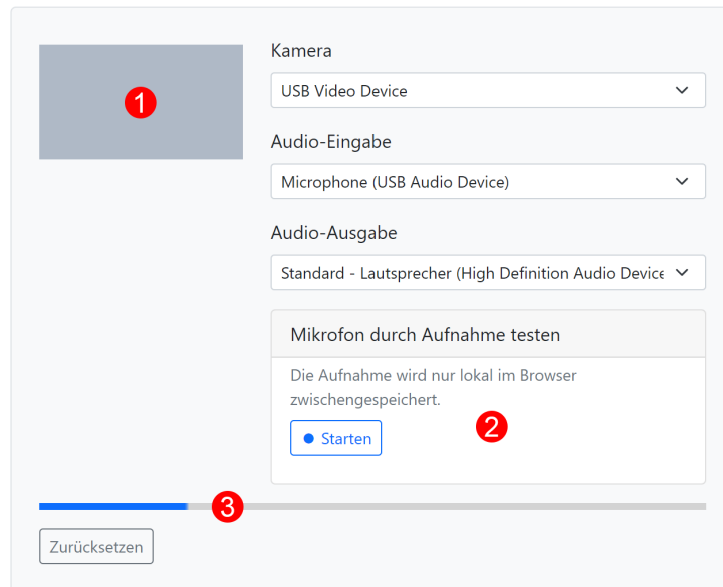 1
Kamera
USB Video Device
Audio-Eingabe
Microphone (USB Audio Device)
Audio-Ausgabe
Standard - Lautsprecher (High Definition Audio Device
Mikrofon durch Aufnahme testen
Die Aufnahme wird nur lokal im Browser
zwischengespeichert.
2
Starten
3
Zurücksetzen